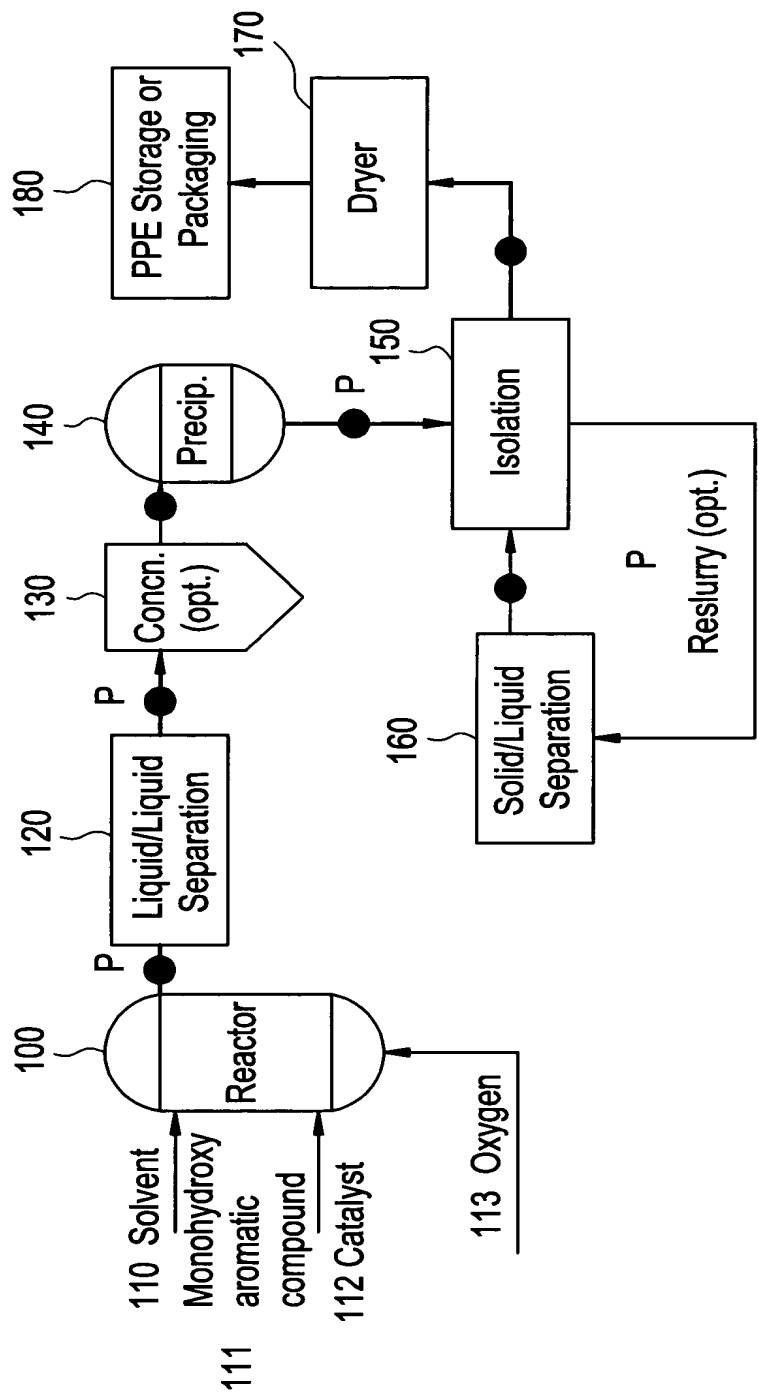 110 Solvent
111
Monohydroxy
aromatic
compound
112 Catalyst
113 Oxygen
100
Reactor
P
120
Liquid/Liquid
Separation
P
130
Concn.
(opt.)
140
Precip.
P
150
Isolation
160
Solid/Liquid
Separation
P
Reslurry (opt.)
170
Dryer
180
PPE Storage or
Packaging